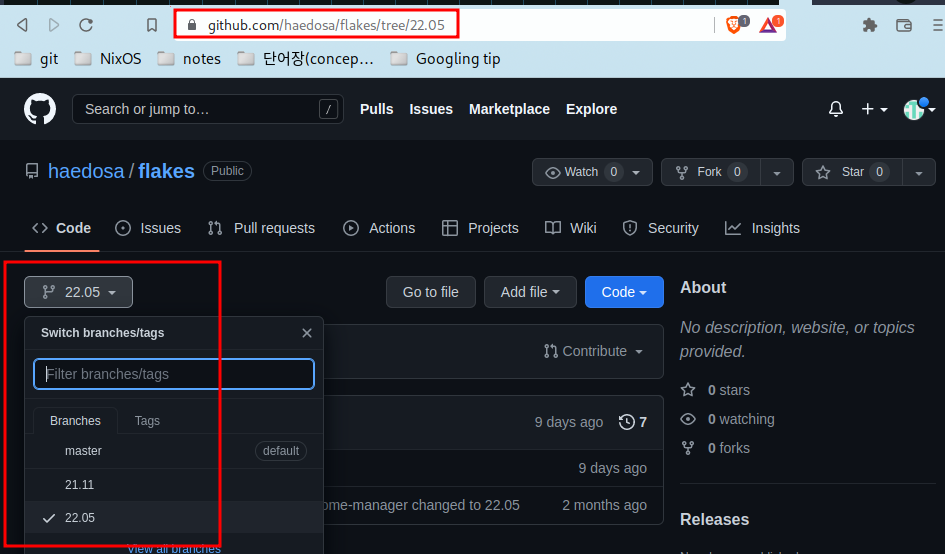 github.com/haedosa/flakes/tree/22.05
1
1
git
NixOS
notes
단어장(concep…
Googling tip
Search or jump to…
/
Pulls
Issues
Marketplace
Explore
haedosa/flakes
Public
Watch 0
Fork 0
Star 0
Code
Issues
Pull requests
Actions
Projects
Wiki
Security
Insights
22.05
Go to file
Add file
Code
About
Switch branches/tags
No description, website, or topics
provided.
Contribute
Filter branches/tags
0 stars
Branches
Tags
9 days ago
7
0 watching
master
default
0 forks
9 days ago
21.11
ome-manager changed to 22.05
2 months ago
22.05
Releases
View all branches